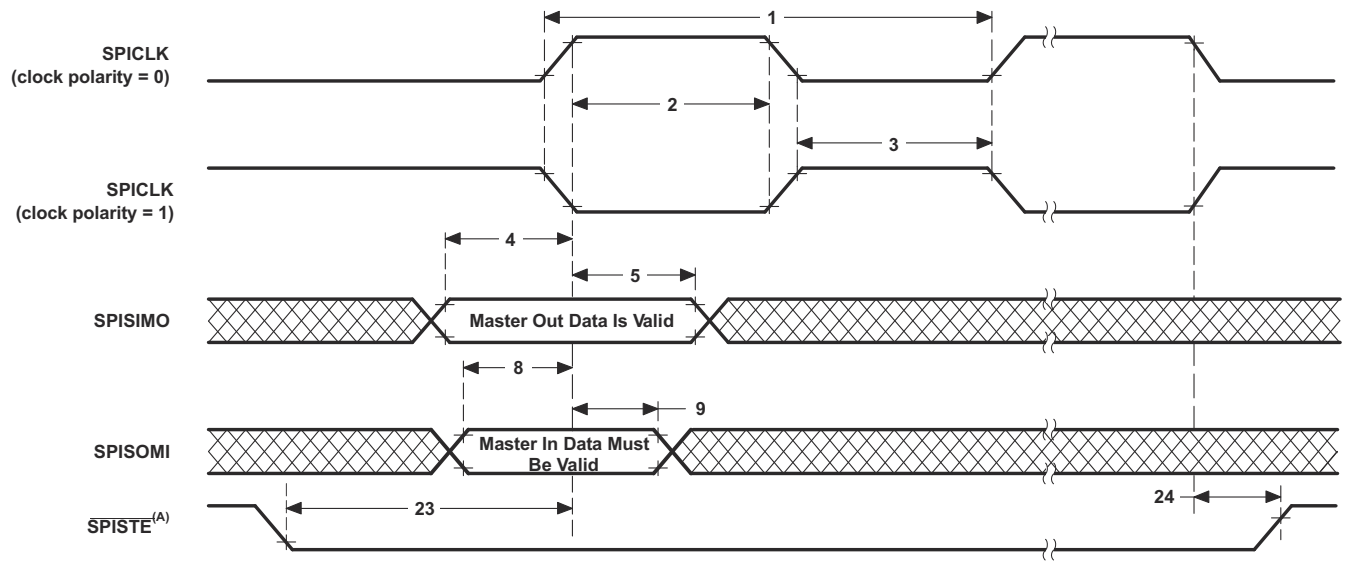 1
SPICLK
(clock polarity = 0)
2
3
SPICLK
(clock polarity = 1)
4
5
SPISIMO
Master Out Data Is Valid
8
9
SPISOMI
Master In Data Must
Be Valid
23
24
SPISTE(A)